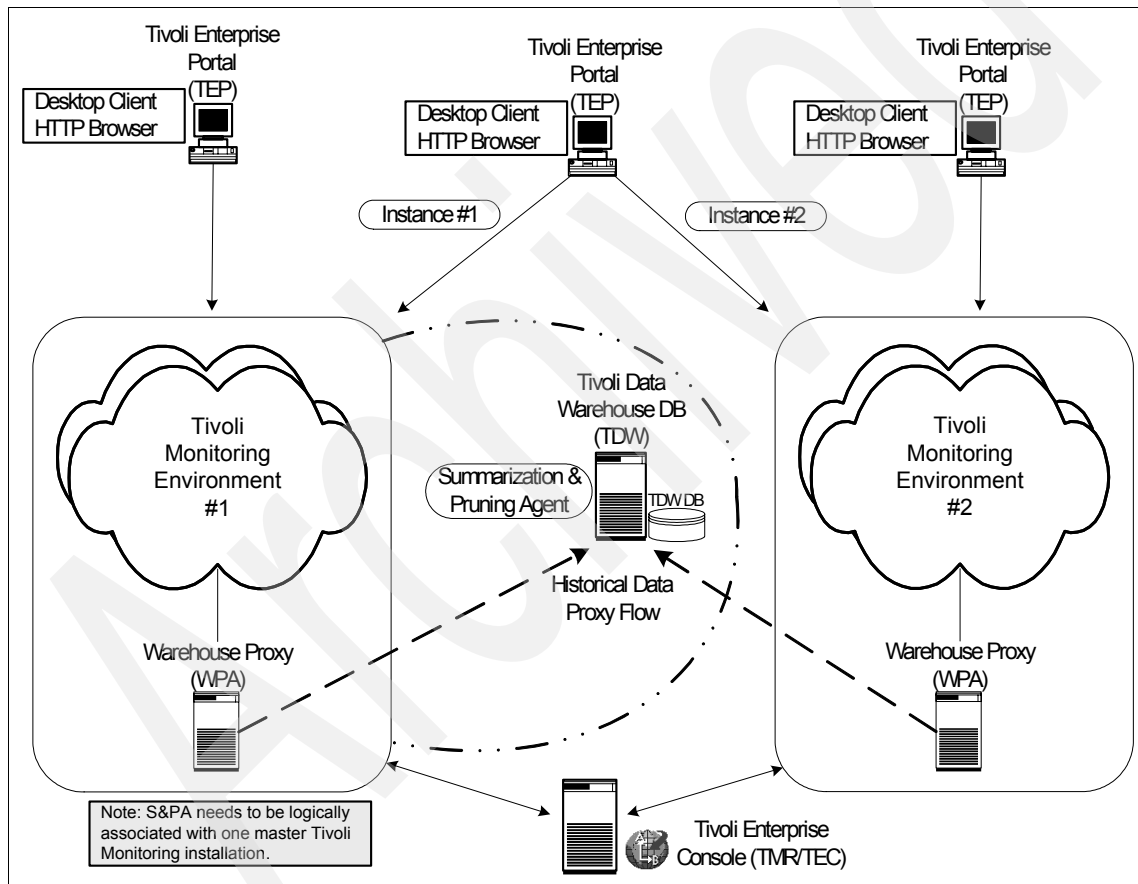 Tivoli Enterprise
Portal
(TEP)
Desktop Client
HTTP Browser
Tivoli Enterprise
Portal
(TEP)
Desktop Client
HTTP Browser
Tivoli Enterprise
Portal
(TEP)
Desktop Client
HTTP Browser
Instance #1
Instance #2
Tivoli
Monitoring
Environment
#1
Tivoli Data
Warehouse DB
(TDW)
Summarization &
Pruning Agent
TDW DB
Historical Data
Proxy Flow
Tivoli
Monitoring
Environment
#2
Warehouse Proxy
(WPA)
Warehouse Proxy
(WPA)
Note: S&PA needs to be logically
associated with one master Tivoli
Monitoring installation.
Tivoli Enterprise
Console (TMR/TEC)
Archived